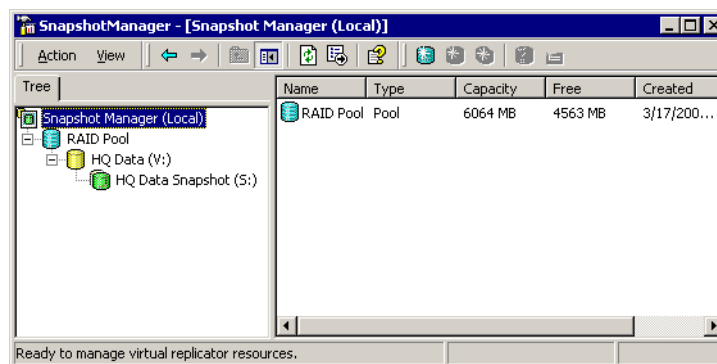 SnapshotManager - [Snapshot Manager (Local)]
Action View
Tree
Snapshot Manager (Local)
RAID Pool
HQ Data (V:)
HQ Data Snapshot (S:)
Name Type Capacity Free Created
RAID Pool Pool 6064 MB 4563 MB 3/17/200...
Ready to manage virtual replicator resources.